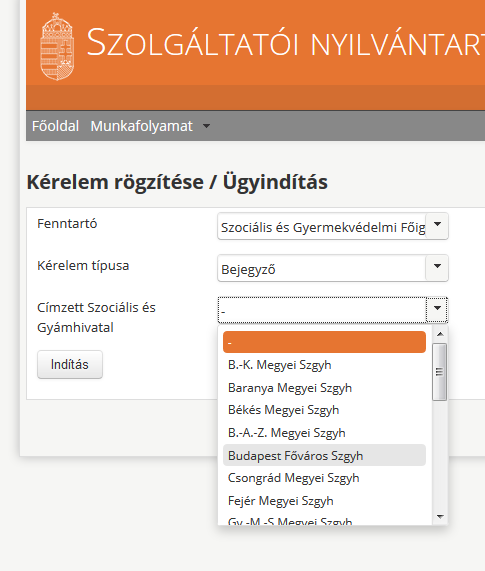 SZOLGÁLTATÓI NYILVÁNTART
Főoldal Munkafolyamat
Kérelem rögzítése / Ügyindítás
Fenntartó
Szociális és Gyermekvédelmi Főig
Kérelem típusa
Bejegyző
Címzett Szociális és
Gyámhivatal
-
Indítás
-
B.-K. Megyei Szgyh
Baranya Megyei Szgyh
Békés Megyei Szgyh
B.-A.-Z. Megyei Szgyh
Budapest Főváros Szgyh
Csongrád Megyei Szgyh
Fejér Megyei Szgyh
Gy.-M.-S Megyei Szgyh